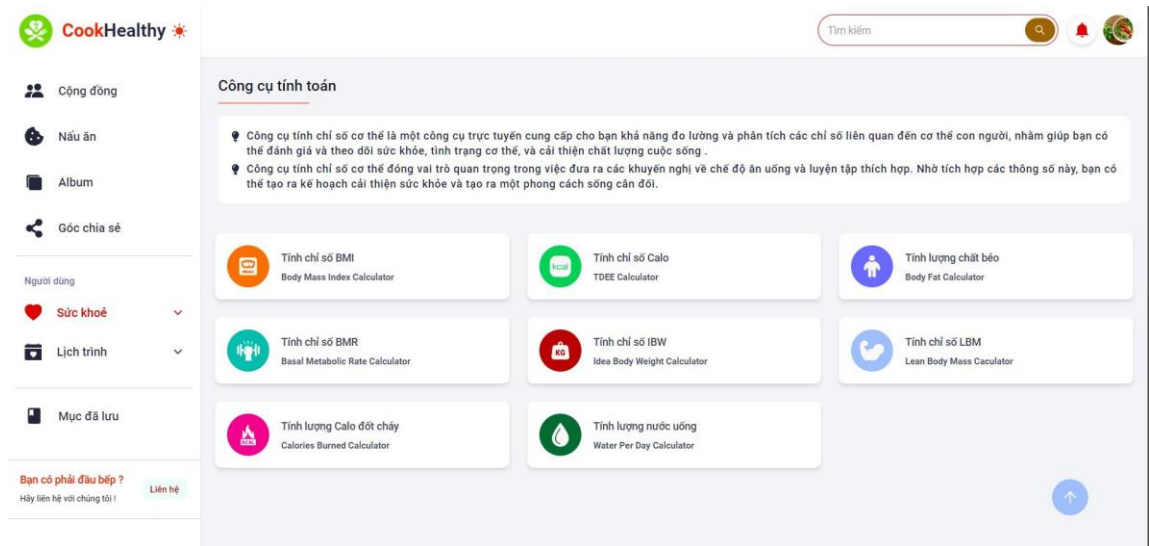 CookHealthy
Tìm kiếm
Cộng đồng
Nấu ăn
Album
Góc chia sẻ
Người dùng
Sức khoẻ
Lịch trình
Mục đã lưu
Bạn có phải đầu bếp ?
Hãy liên hệ với chúng tôi !
Liên hệ
Công cụ tính toán
Công cụ tính chỉ số cơ thể là một công cụ trực tuyến cung cấp cho bạn khả năng đo lường và phân tích các chỉ số liên quan đến cơ thể con người, nhằm giúp bạn có
thể đánh giá và theo dõi sức khỏe, tình trạng cơ thể, và cải thiện chất lượng cuộc sống .
Công cụ tính chỉ số cơ thể đóng vai trò quan trọng trong việc đưa ra các khuyến nghị về chế độ ăn uống và luyện tập thích hợp. Nhờ tích hợp các thông số này, bạn có
thể tạo ra kế hoạch cải thiện sức khỏe và tạo ra một phong cách sống cân đối.
Tính chỉ số BMI
Body Mass Index Calculator
kcal
Tính chỉ số Calo
TDEE Calculator
Tính lượng chất béo
Body Fat Calculator
Tính chỉ số BMR
Basal Metabolic Rate Calculator
KG
Tính chỉ số IBW
Idea Body Weight Calculator
Tính chỉ số LBM
Lean Body Mass Caculator
KCAL
Tính lượng Calo đốt cháy
Calories Burned Calculator
Tính lượng nước uống
Water Per Day Calculator